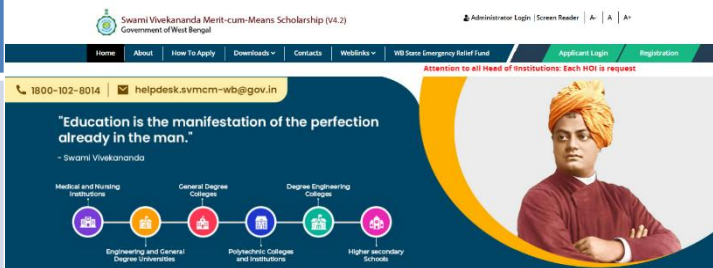 Swami Vivekananda Merit-cum-Means Scholarship (V4.2)
Government of West Bengal
Administrator Login | Screen Reader | A- | A | A+
Home About How To Apply Downloads Contacts Weblinks WB State Emergency Relief Fund Applicant Login Registration
Attention to all Head of Institutions: Each HOI is request
1800-102-8014 | helpdesk.svmcm-wb@gov.in
"Education is the manifestation of the perfection
already in the man."
- Swami Vivekananda
Medical and Nursing
Institutions
General Degree
Colleges
Degree Engineering
Colleges
Engineering and General
Degree Universities
Polytechnic Colleges
and Institutions
Higher secondary
Schools